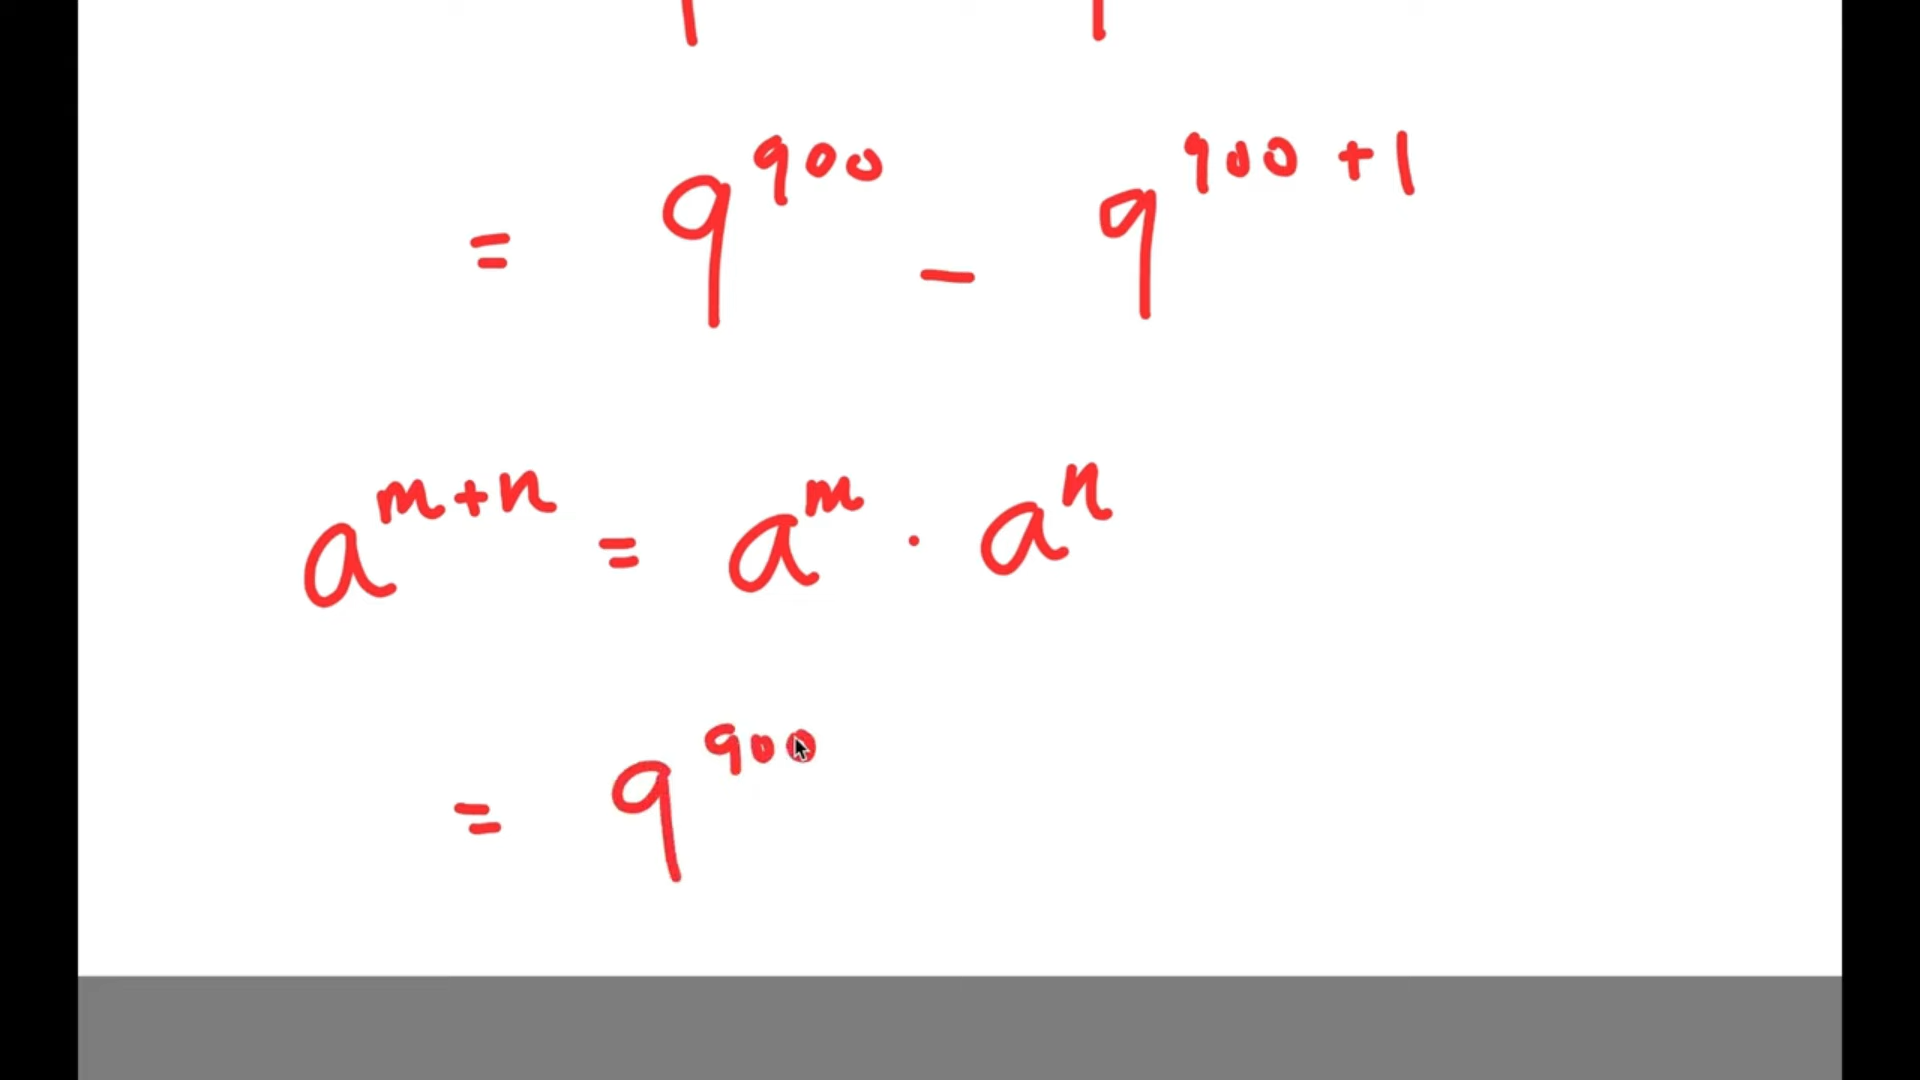 = 9^900 - 9^900+1
a^m+n = a^m · a^n
= 9^900